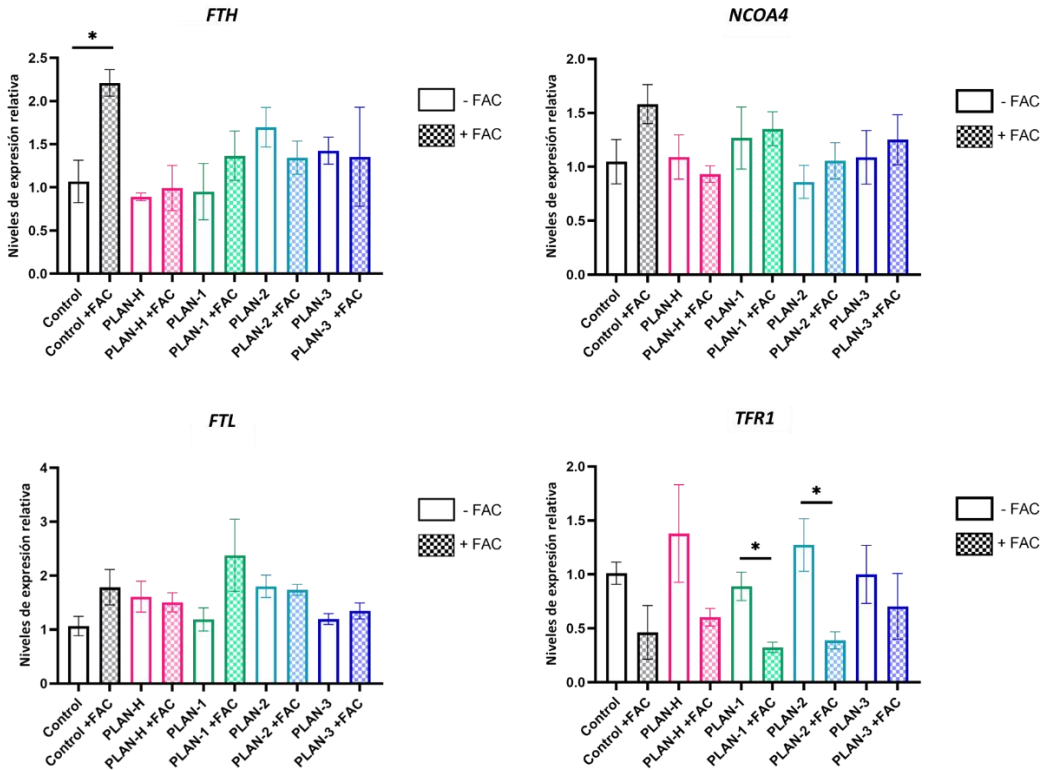 FTH
*
Niveles de expresión relativa
2.5
2.0
1.5
1.0
0.5
0.0
Control
Control +FAC
PLAN-H
PLAN-H +FAC
PLAN-1
PLAN-1 +FAC
PLAN-2
PLAN-2 +FAC
PLAN-3
PLAN-3 +FAC
- FAC
+ FAC
NCOA4
Niveles de expresión relativa
2.0
1.5
1.0
0.5
0.0
Control
Control +FAC
PLAN-H
PLAN-H +FAC
PLAN-1
PLAN-1 +FAC
PLAN-2
PLAN-2 +FAC
PLAN-3
PLAN-3 +FAC
- FAC
+ FAC
FTL
Niveles de expresión relativa
4
3
2
1
0
Control
Control +FAC
PLAN-H
PLAN-H +FAC
PLAN-1
PLAN-1 +FAC
PLAN-2
PLAN-2 +FAC
PLAN-3
PLAN-3 +FAC
- FAC
+ FAC
TFR1
*
*
Niveles de expresión relativa
2.0
1.5
1.0
0.5
0.0
Control
Control +FAC
PLAN-H
PLAN-H +FAC
PLAN-1
PLAN-1 +FAC
PLAN-2
PLAN-2 +FAC
PLAN-3
PLAN-3 +FAC
- FAC
+ FAC